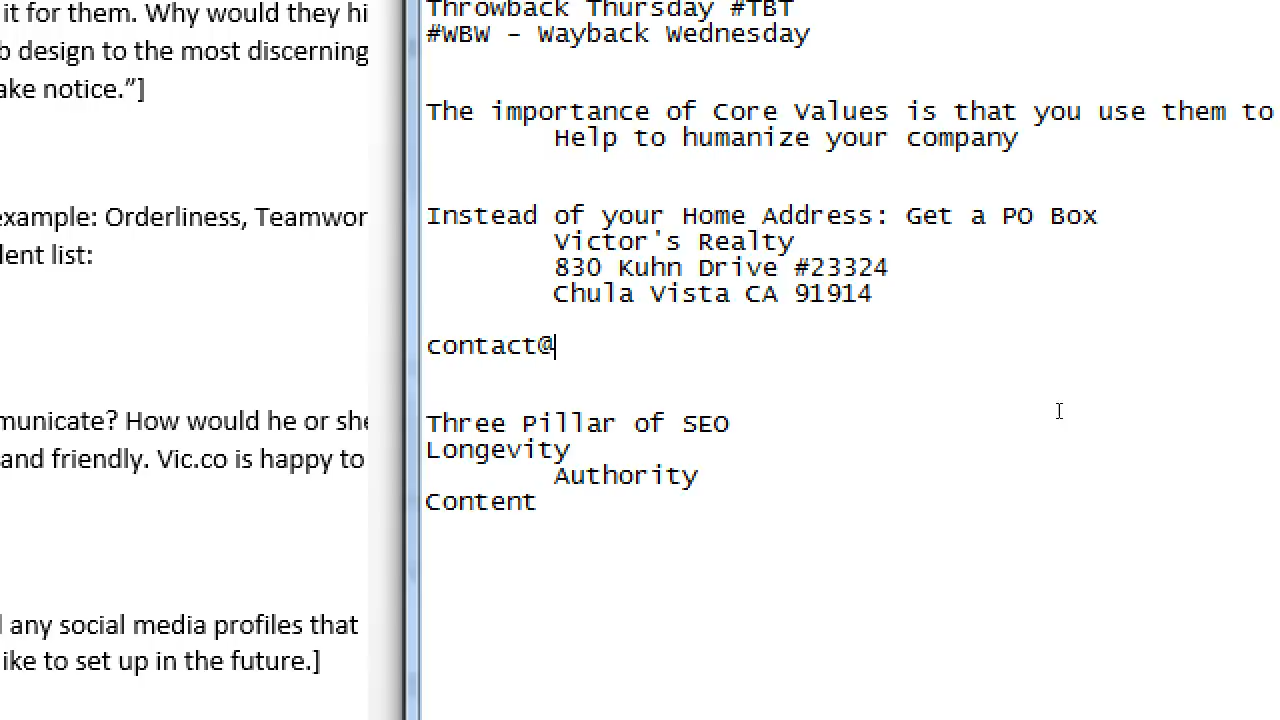 it for them. Why would they hi
b design to the most discerning
ake notice.”]
example: Orderliness, Teamwor
lent list:
municate? How would he or she
and friendly. Vic.co is happy to
any social media profiles that
ike to set up in the future.]
Throwback Thursday #TBT
#WBW - Wayback Wednesday
The importance of Core Values is that you use them to
Help to humanize your company
Instead of your Home Address: Get a PO Box
Victor's Realty
830 Kuhn Drive #23324
Chula Vista CA 91914
contact@
Three Pillar of SEO
Longevity
Authority
Content